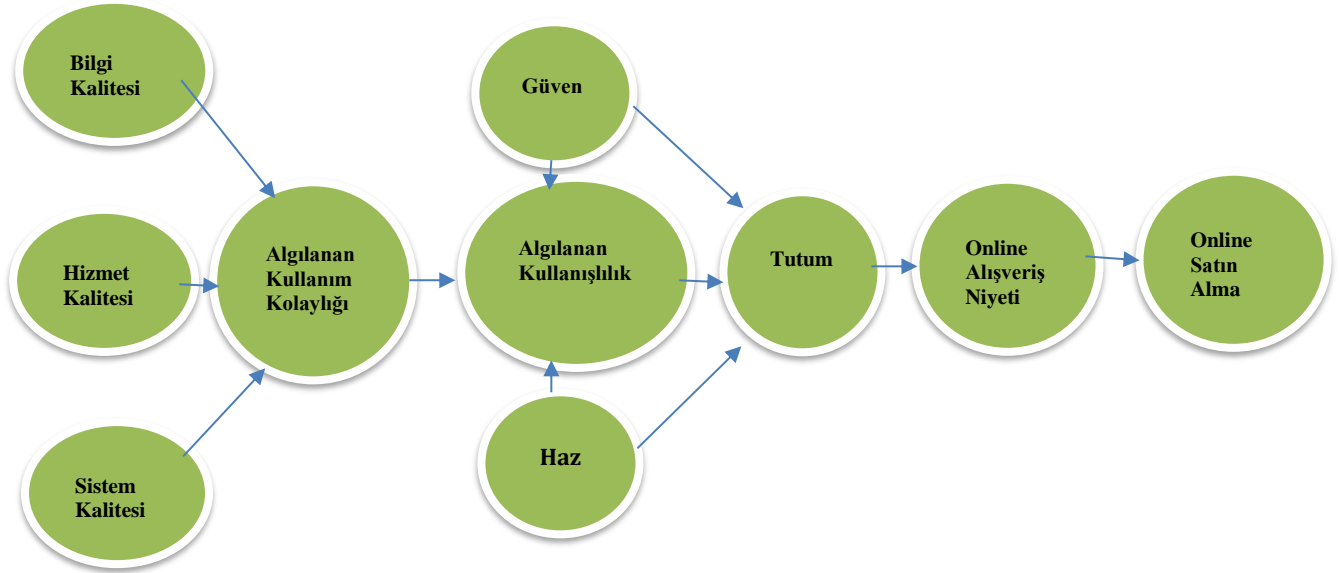 Bilgi
Kalitesi
Güven
Hizmet
Kalitesi
Algılanan
Kullanım
Kolaylığı
Algılanan
Kullanışlılık
Tutum
Online
Alışveriş
Niyeti
Online
Satın
Alma
Sistem
Kalitesi
Haz